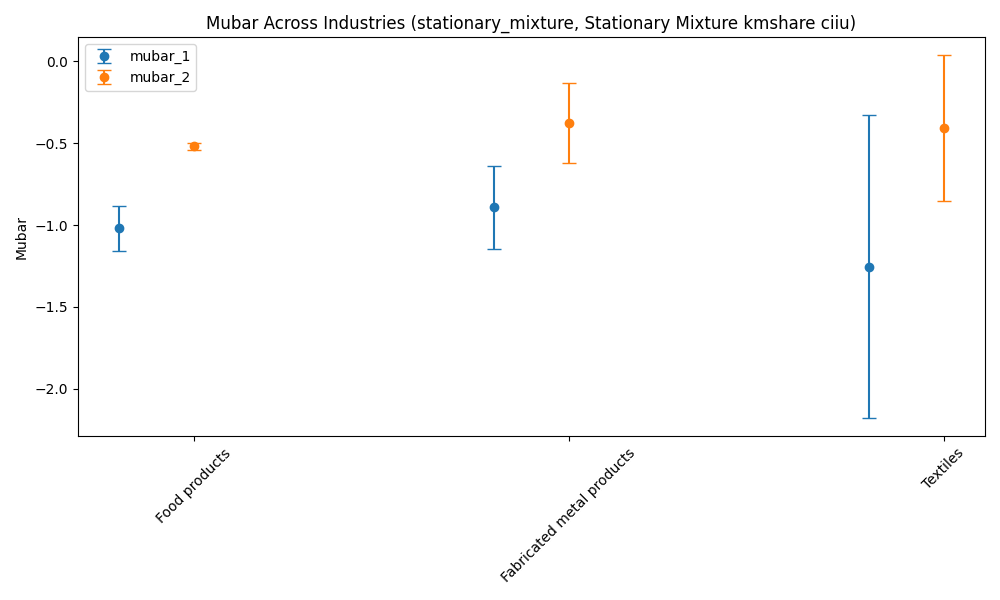 Mubar Across Industries (stationary_mixture, Stationary Mixture kmshare ciiu)
mubar_1
mubar_2
0.0
−0.5
−1.0
−1.5
−2.0
Mubar
Food products
Fabricated metal products
Textiles